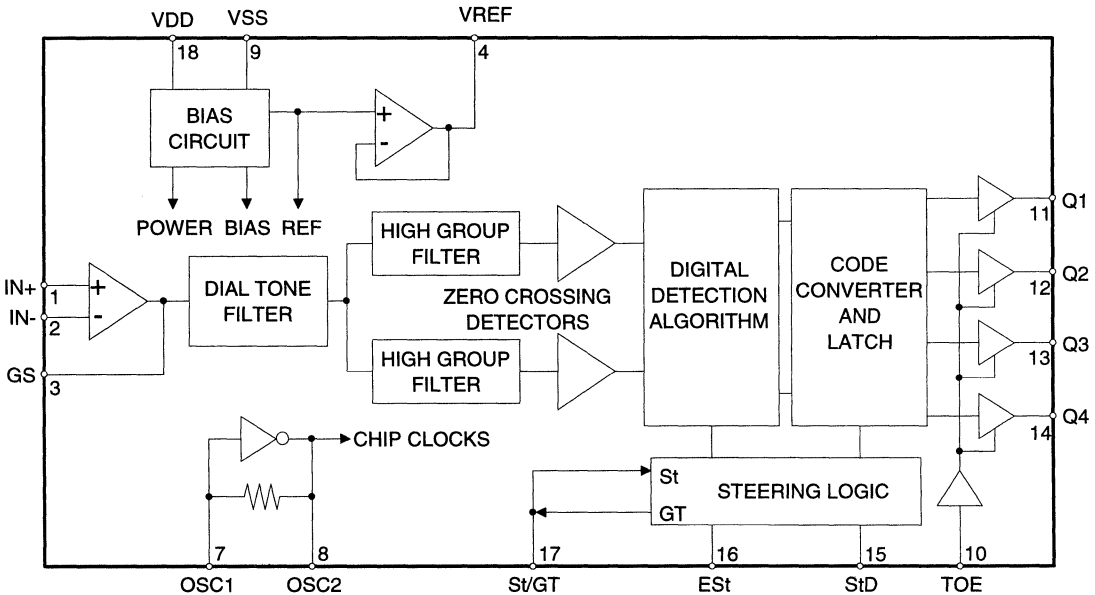 VDD VSS VREF
18 9 4
BIAS
CIRCUIT
+
-
POWER BIAS REF
HIGH GROUP
FILTER
Q1
11
IN+
1
+
IN-
2
-
DIAL TONE
FILTER
ZERO CROSSING
DETECTORS
DIGITAL
DETECTION
ALGORITHM
CODE
CONVERTER
AND
LATCH
Q2
12
GS
3
HIGH GROUP
FILTER
Q3
13
Q4
14
CHIP CLOCKS
St
GT
STEERING LOGIC
7 8 17 16 15 10
OSC1 OSC2 St/GT ESt StD TOE